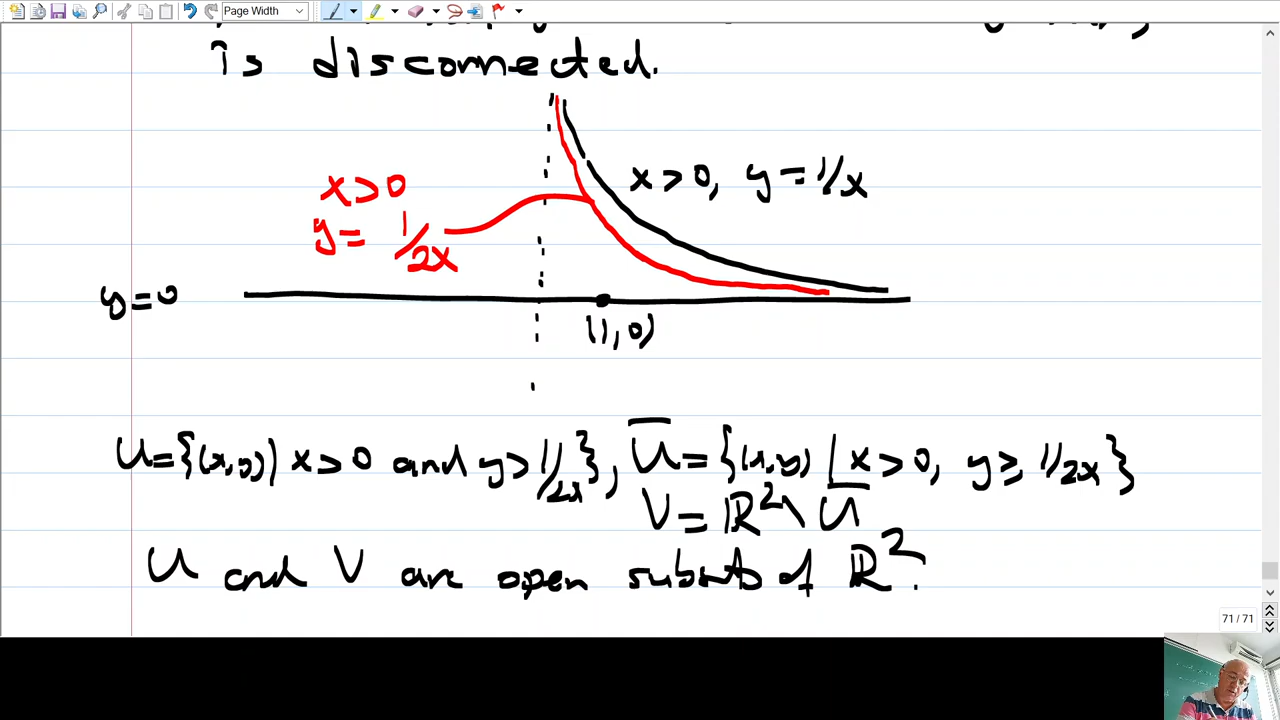 Page Width
is disconnected.
x>0, y=1/x
x>0
y= 1/2x
y=0
(1,0)
U={(x,y)| x>0 and y>1/2x}, U̅={(x,y) | x>0, y≥1/2x}
V=ℝ²\U̅
U and V are open subsets of ℝ².
71 / 71